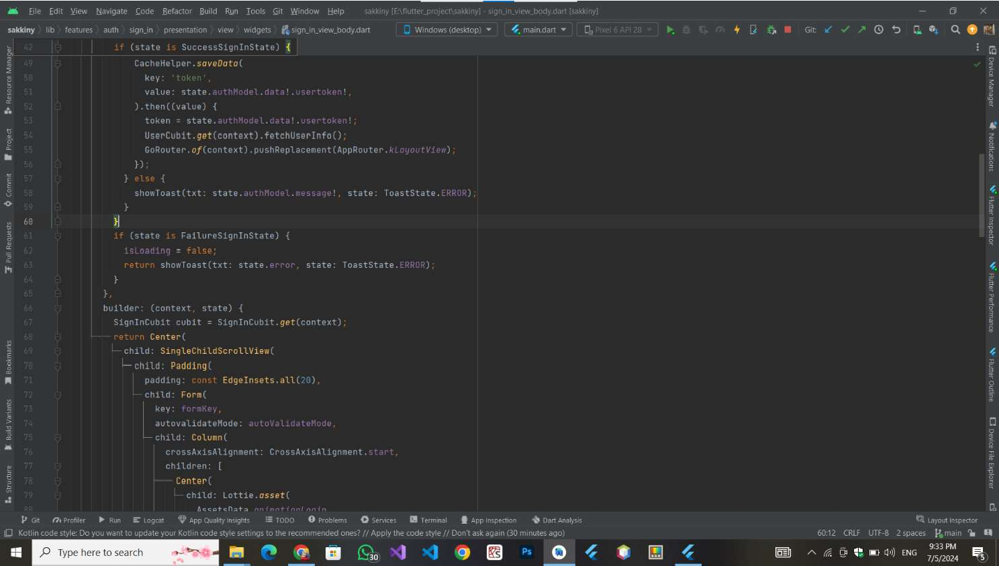 File Edit View Navigate Code Refactor Build Run Tools Git Window Help sakkiny [E:\flutter_project\sakkiny] - sign_in_view_body.dart [sakkiny]
sakkiny lib features auth sign_in presentation view widgets sign_in_view_body.dart Windows (desktop) main.dart Pixel 6 API 28 Git:
42 if (state is SuccessSignInState) {
49 CacheHelper.saveData(
50 key: 'token',
51 value: state.authModel.data!.usertoken!,
52 ).then((value) {
53 token = state.authModel.data!.usertoken!;
54 UserCubit.get(context).fetchUserInfo();
55 GoRouter.of(context).pushReplacement(AppRouter.kLayoutView);
56 });
57 } else {
58 showToast(txt: state.authModel.message!, state: ToastState.ERROR);
59 }
60 }
61 if (state is FailureSignInState) {
62 isLoading = false;
63 return showToast(txt: state.error, state: ToastState.ERROR);
64 }
65 },
66 builder: (context, state) {
67 SignInCubit cubit = SignInCubit.get(context);
68 return Center(
69 child: SingleChildScrollView(
70 child: Padding(
71 padding: const EdgeInsets.all(20),
72 child: Form(
73 key: formKey,
74 autovalidateMode: autoValidateMode,
75 child: Column(
76 crossAxisAlignment: CrossAxisAlignment.start,
77 children: [
78 Center(
79 child: Lottie.asset(
80 AssetsData.animationLogin,
Resource Manager
Project
Commit
Pull Requests
Bookmarks
Build Variants
Structure
Device Manager
Notifications
Flutter Inspector
Flutter Performance
Flutter Outline
Device File Explorer
Git Profiler Run Logcat App Quality Insights TODO Problems Services Terminal App Inspection Dart Analysis Layout Inspector
Kotlin code style: Do you want to update your Kotlin code style settings to the recommended ones? // Apply the code style // Don't ask again (30 minutes ago) 60:12 CRLF UTF-8 2 spaces main
Type here to search 30 Ps ENG 9:33 PM
7/5/2024 5